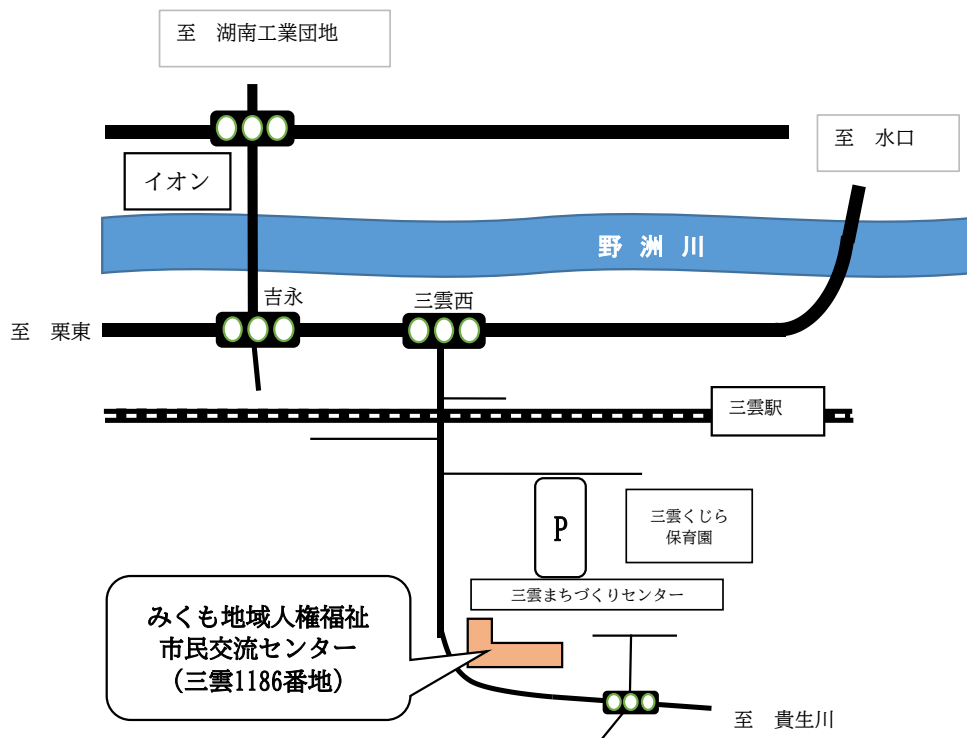 至　湖南工業団地
至　水口
イオン
野洲川
吉永
三雲西
至　栗東
三雲駅
P
三雲くじら
保育園
三雲まちづくりセンター
みくも地域人権福祉
市民交流センター
（三雲1186番地）
至　貴生川